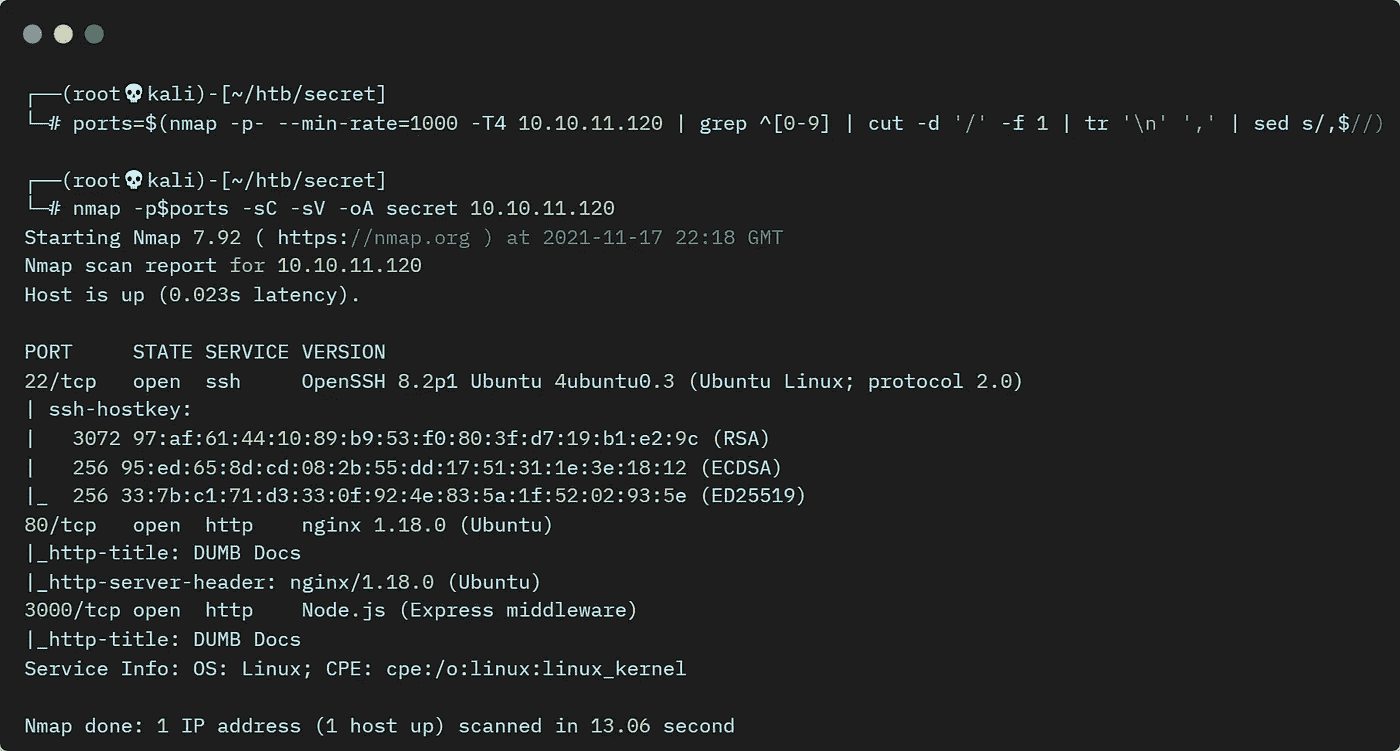 ┌──(root💀kali)-[~/htb/secret]
└─# ports=$(nmap -p- --min-rate=1000 -T4 10.10.11.120 | grep ^[0-9] | cut -d '/' -f 1 | tr '\n' ',' | sed s/,$//)
┌──(root💀kali)-[~/htb/secret]
└─# nmap -p$ports -sC -sV -oA secret 10.10.11.120
Starting Nmap 7.92 ( https://nmap.org ) at 2021-11-17 22:18 GMT
Nmap scan report for 10.10.11.120
Host is up (0.023s latency).
PORT     STATE SERVICE VERSION
22/tcp   open  ssh     OpenSSH 8.2p1 Ubuntu 4ubuntu0.3 (Ubuntu Linux; protocol 2.0)
| ssh-hostkey:
|   3072 97:af:61:44:10:89:b9:53:f0:80:3f:d7:19:b1:e2:9c (RSA)
|   256 95:ed:65:8d:cd:08:2b:55:dd:17:51:31:1e:3e:18:12 (ECDSA)
|_  256 33:7b:c1:71:d3:33:0f:92:4e:83:5a:1f:52:02:93:5e (ED25519)
80/tcp   open  http    nginx 1.18.0 (Ubuntu)
|_http-title: DUMB Docs
|_http-server-header: nginx/1.18.0 (Ubuntu)
3000/tcp open  http    Node.js (Express middleware)
|_http-title: DUMB Docs
Service Info: OS: Linux; CPE: cpe:/o:linux:linux_kernel
Nmap done: 1 IP address (1 host up) scanned in 13.06 second